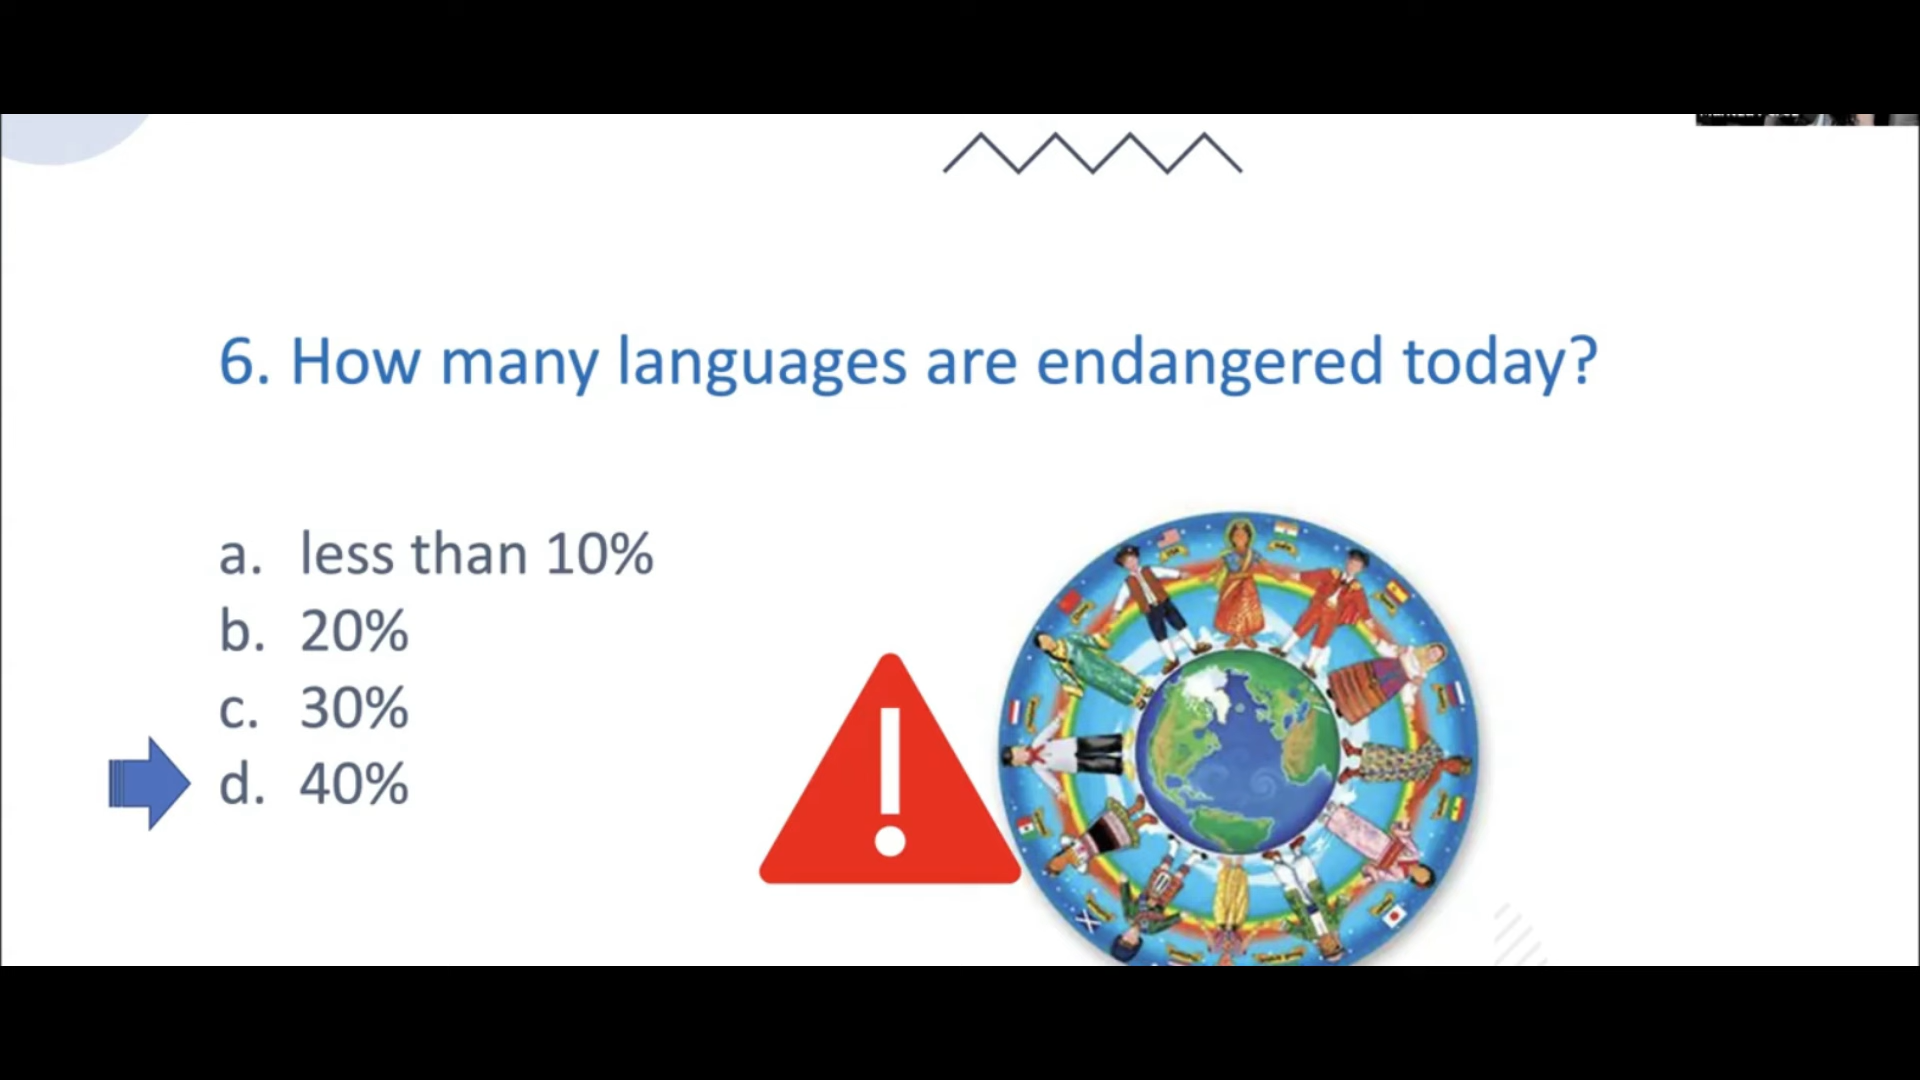 6. How many languages are endangered today?
a. less than 10%
b. 20%
c. 30%
d. 40%